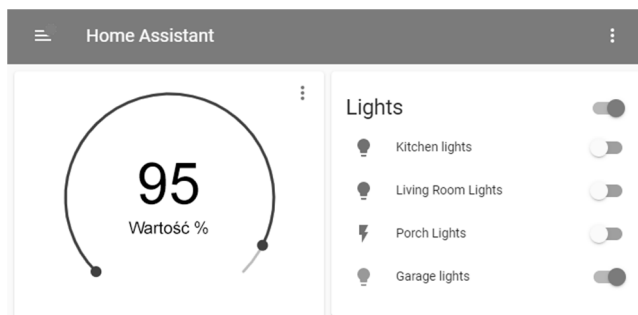 Home Assistant
95
Wartość %
Lights
Kitchen lights
Living Room Lights
Porch Lights
Garage lights